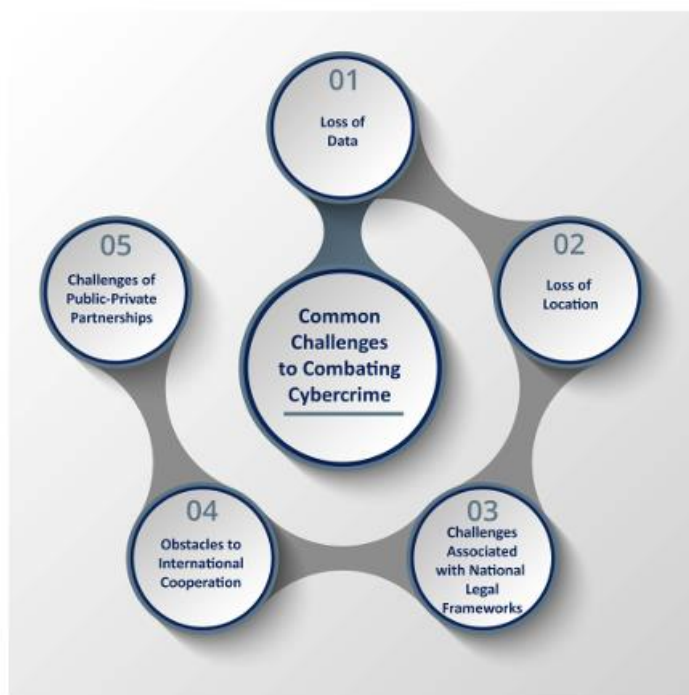 01
Loss of
Data
02
Loss of
Location
03
Challenges
Associated
with National
Legal
Frameworks
04
Obstacles to
International
Cooperation
05
Challenges of
Public-Private
Partnerships
Common
Challenges
to Combating
Cybercrime